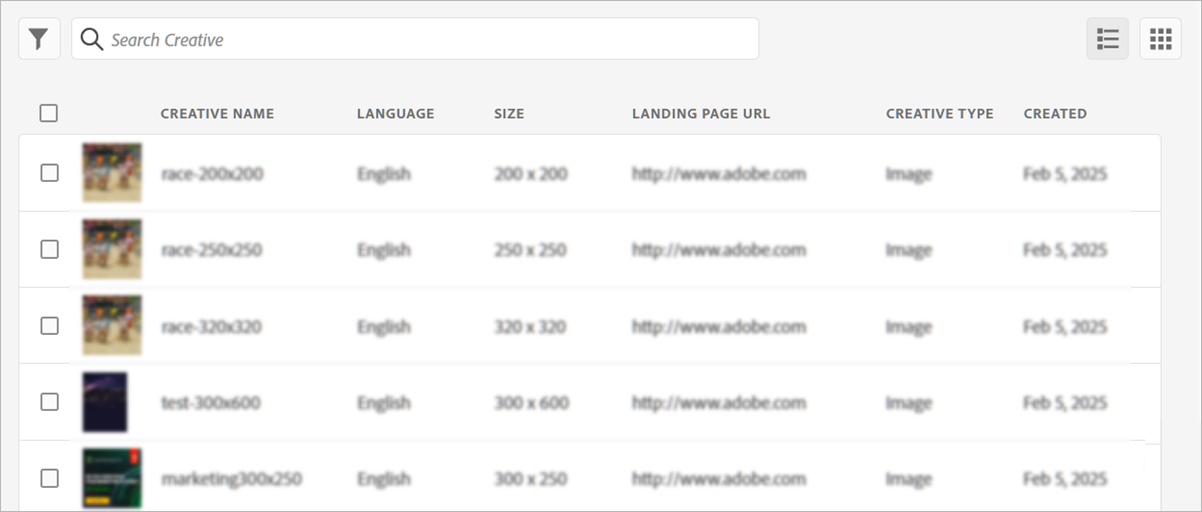 Search Creative
CREATIVE NAME LANGUAGE SIZE LANDING PAGE URL CREATIVE TYPE CREATED
race-200x200 English 200 x 200 http://www.adobe.com Image Feb 5, 2025
race-250x250 English 250 x 250 http://www.adobe.com Image Feb 5, 2025
race-320x320 English 320 x 320 http://www.adobe.com Image Feb 5, 2025
test-300x600 English 300 x 600 http://www.adobe.com Image Feb 5, 2025
marketing300x250 English 300 x 250 http://www.adobe.com Image Feb 5, 2025